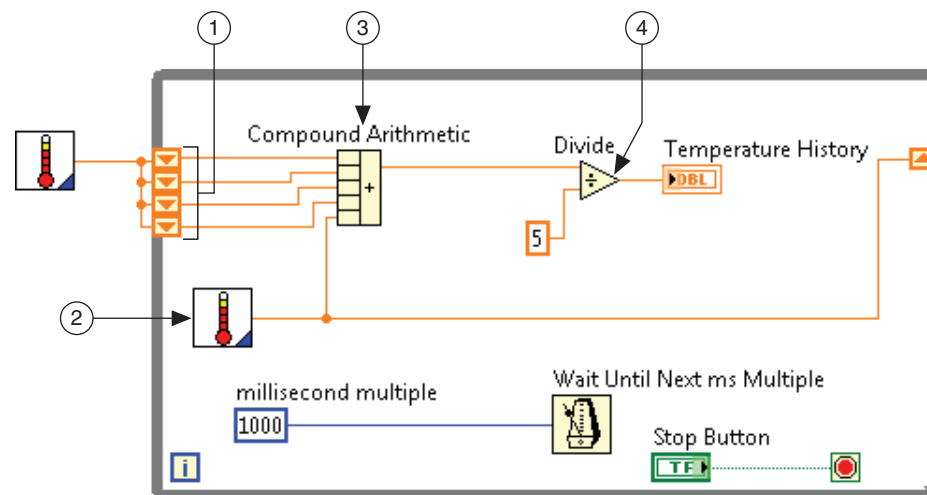 1
3
4
Compound Arithmetic
Divide
Temperature History
+
÷
DBL
5
2
millisecond multiple
Wait Until Next ms Multiple
1000
Stop Button
i
TF